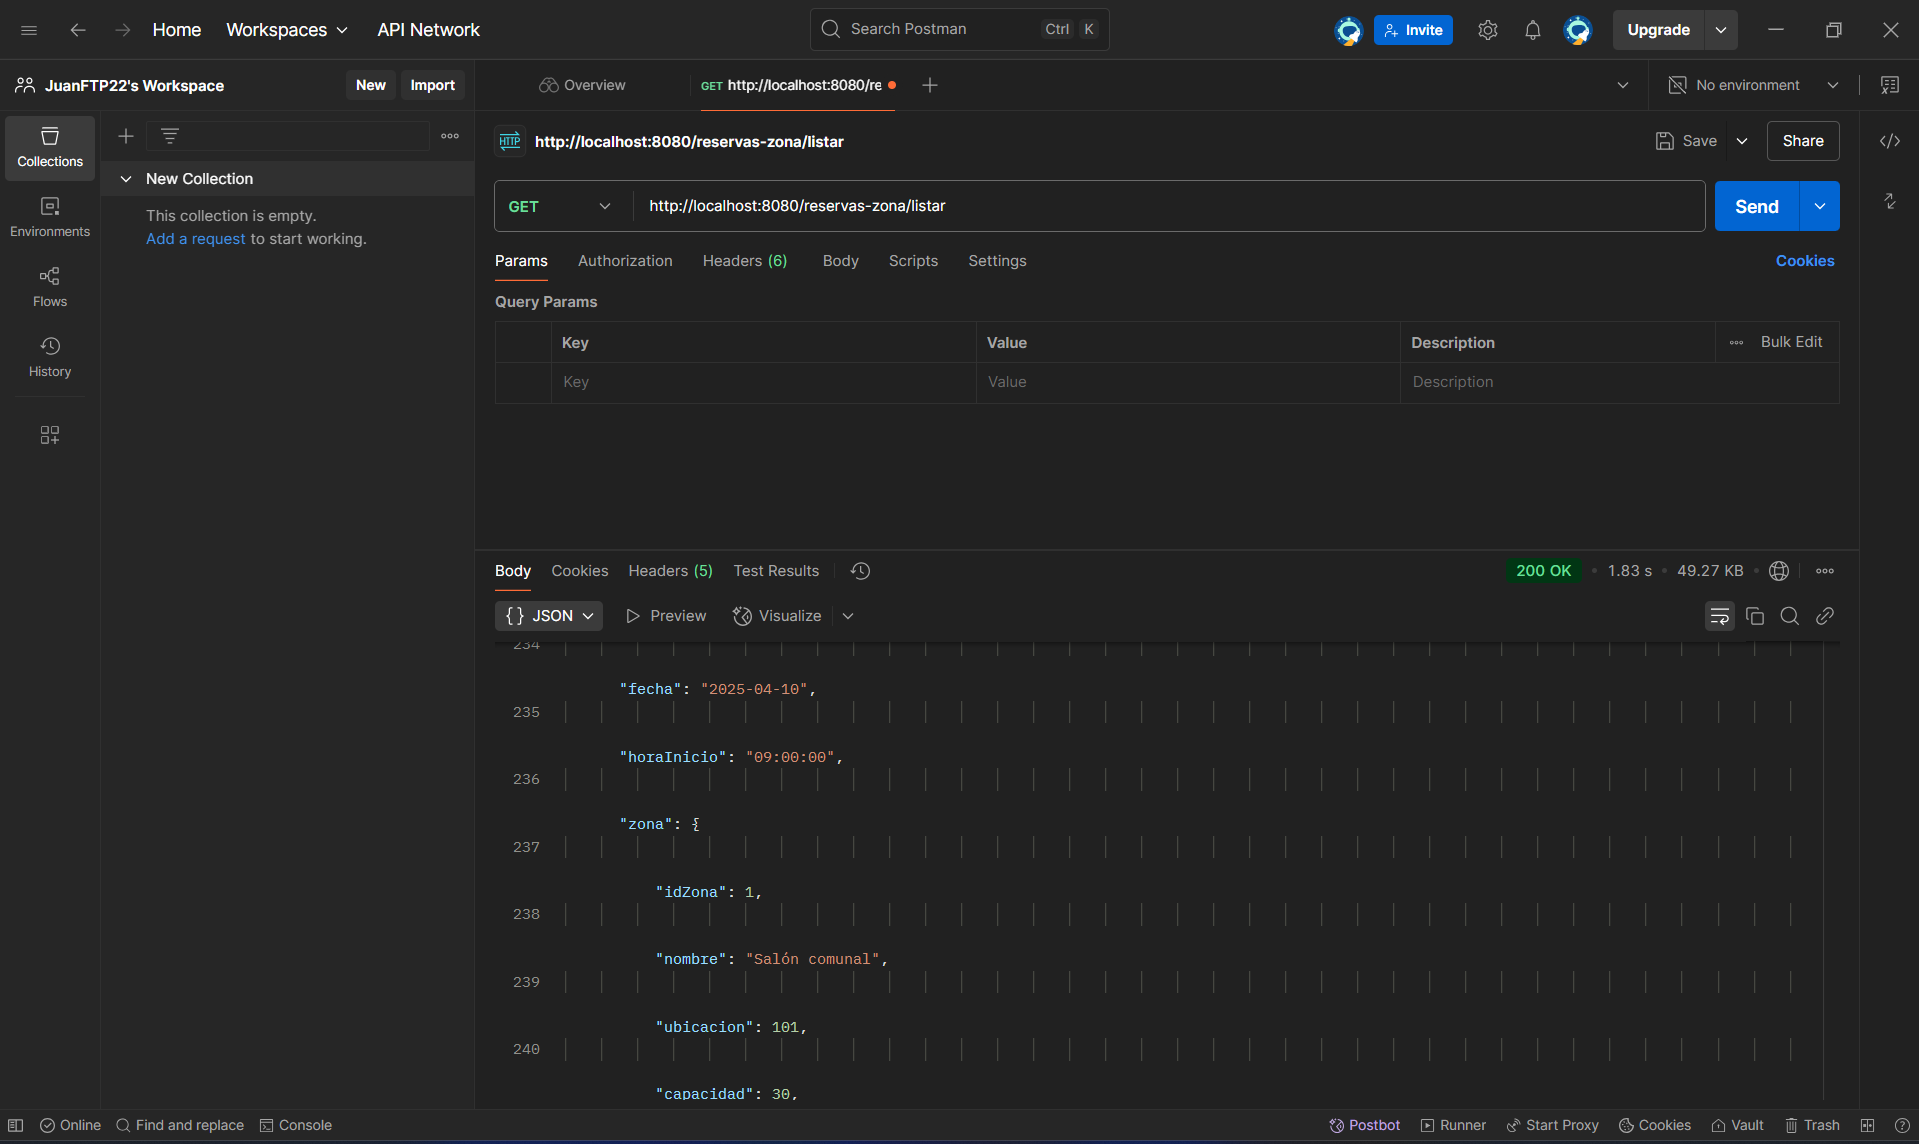 Home
Workspaces
API Network
Search Postman
Ctrl
K
Invite
Upgrade
JuanFTP22's Workspace
New
Import
Overview
GET http://localhost:8080/re
No environment
Collections
New Collection
HTTP
http://localhost:8080/reservas-zona/listar
Save
Share
This collection is empty.
Add a request to start working.
Environments
Flows
History
GET
http://localhost:8080/reservas-zona/listar
Send
Params
Authorization
Headers (6)
Body
Scripts
Settings
Cookies
Query Params
Key
Value
Description
Bulk Edit
Key
Value
Description
Body
Cookies
Headers (5)
Test Results
200 OK
1.83 s
49.27 KB
{} JSON
Preview
Visualize
234
"fecha": "2025-04-10",
235
"horaInicio": "09:00:00",
236
"zona": {
237
"idZona": 1,
238
"nombre": "Salón comunal",
239
"ubicacion": 101,
240
"capacidad": 30,
Online
Find and replace
Console
Postbot
Runner
Start Proxy
Cookies
Vault
Trash